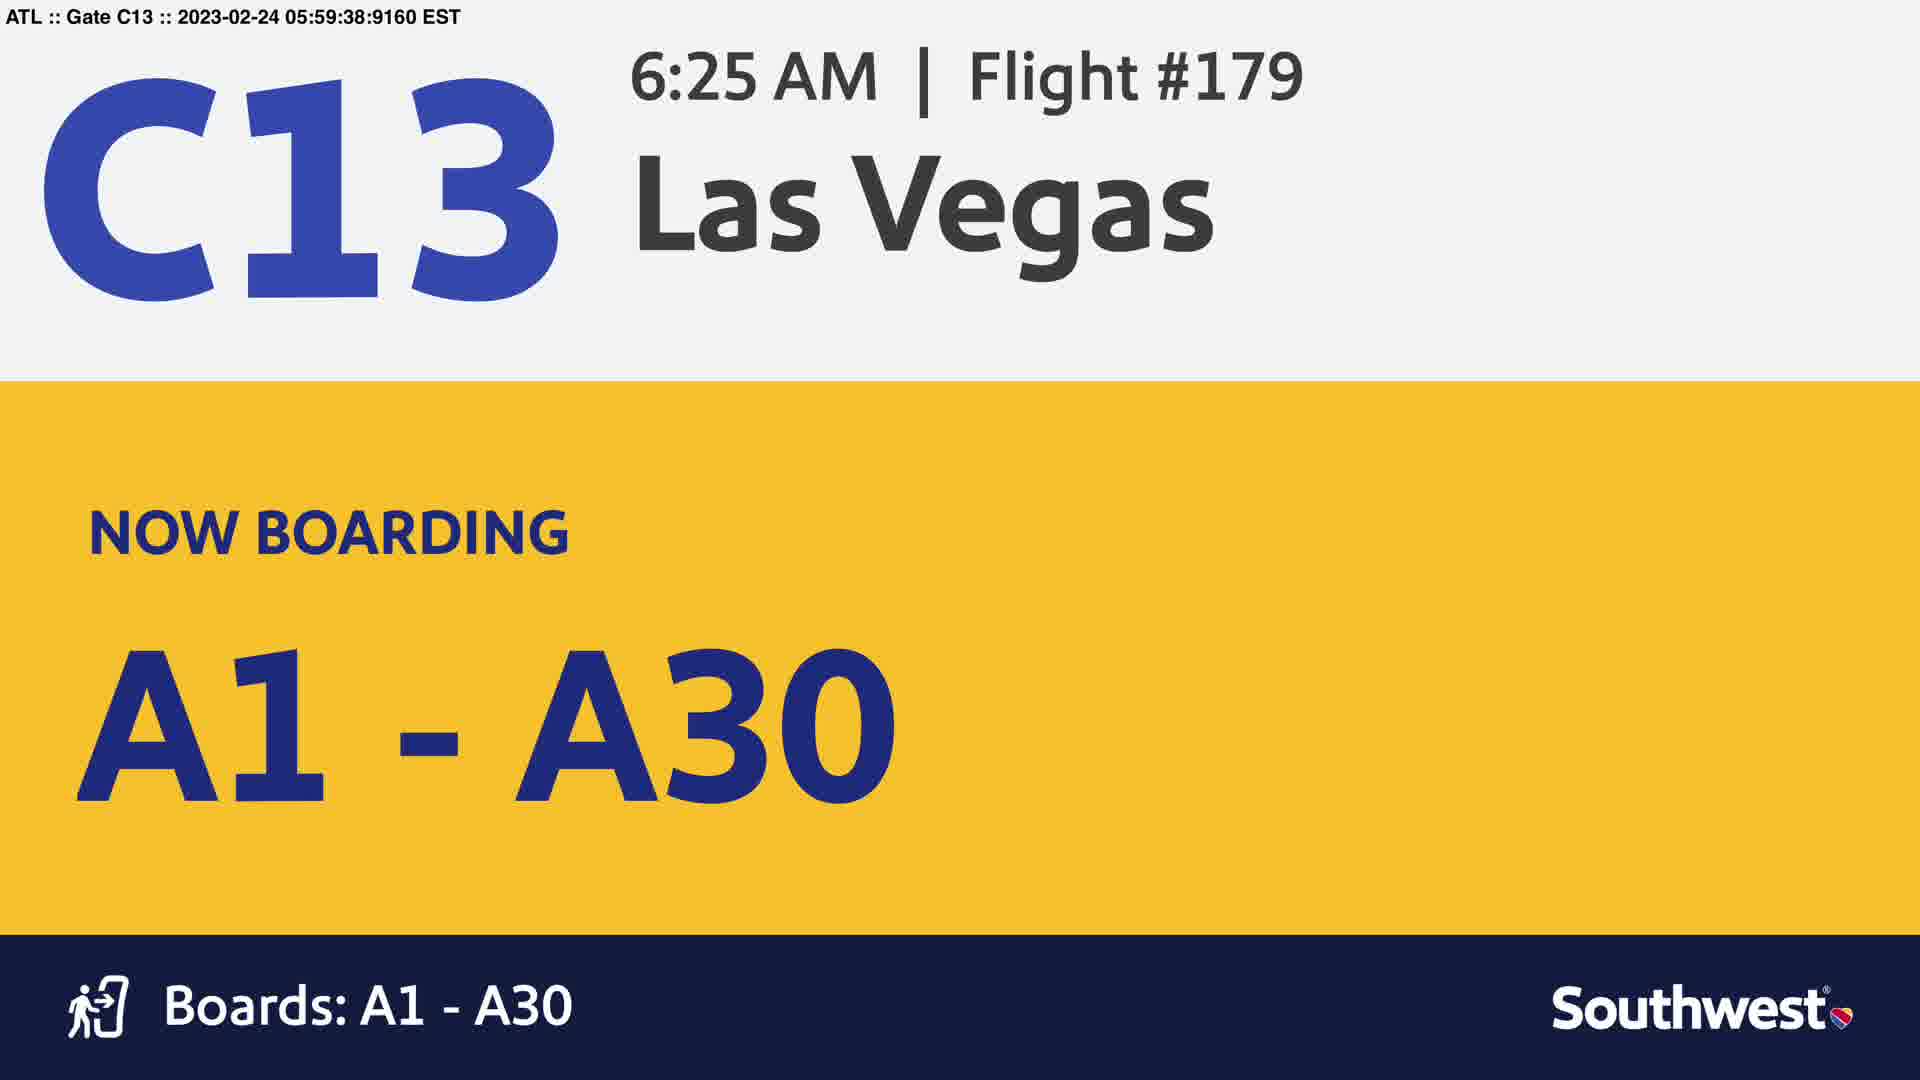 ATL :: Gate C13 :: 2023-02-24 05:59:38:9160 EST
C13
6:25 AM | Flight #179
Las Vegas
NOW BOARDING
A1 - A30
Boards: A1 - A30
Southwest®